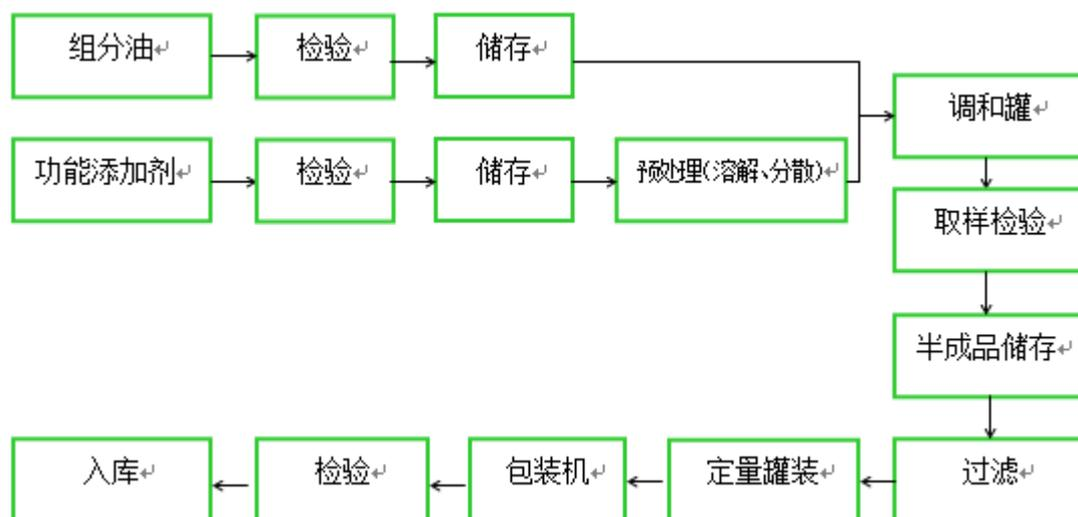 组分油
检验
储存
调和罐
功能添加剂
检验
储存
预处理(溶解、分散)
取样检验
半成品储存
入库
检验
包装机
定量罐装
过滤